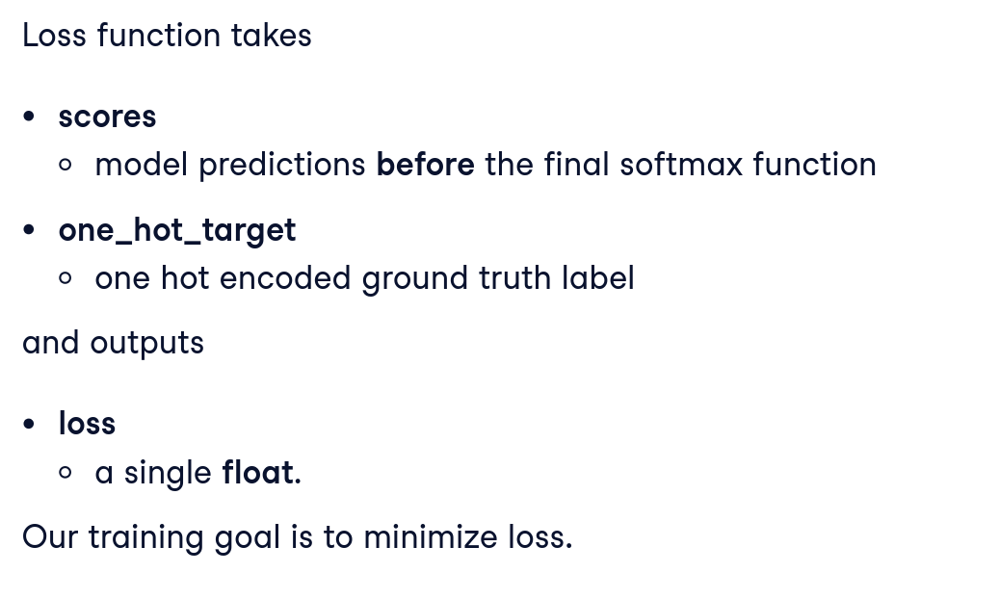 Loss function takes
• scores
◦ model predictions before the final softmax function
• one_hot_target
◦ one hot encoded ground truth label
and outputs
• loss
◦ a single float.
Our training goal is to minimize loss.